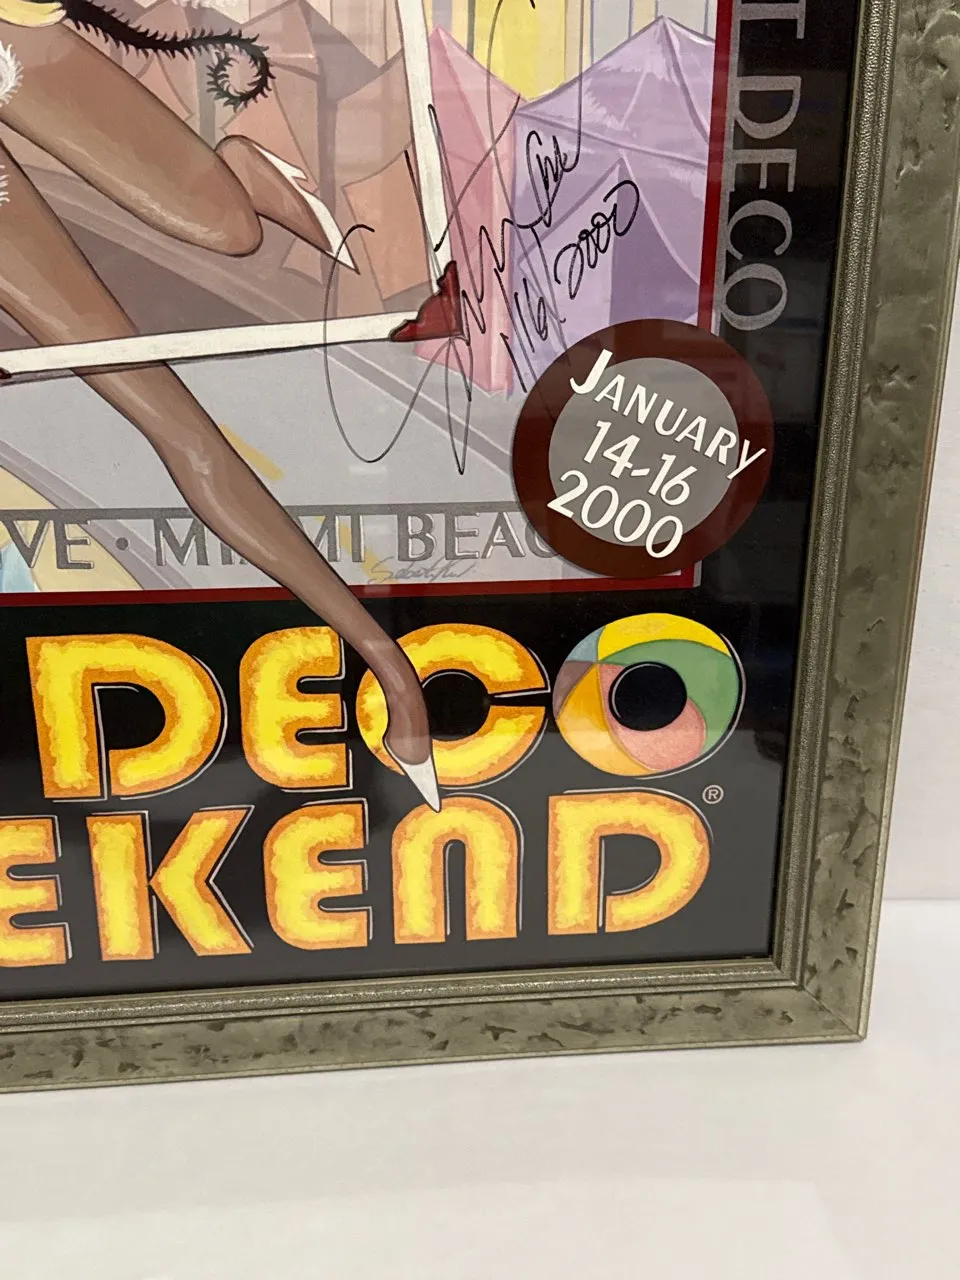 T DECO
1/16/2000
JANUARY
14-16
2000
VE · MIAMI BEAC
DECO
EKEND®